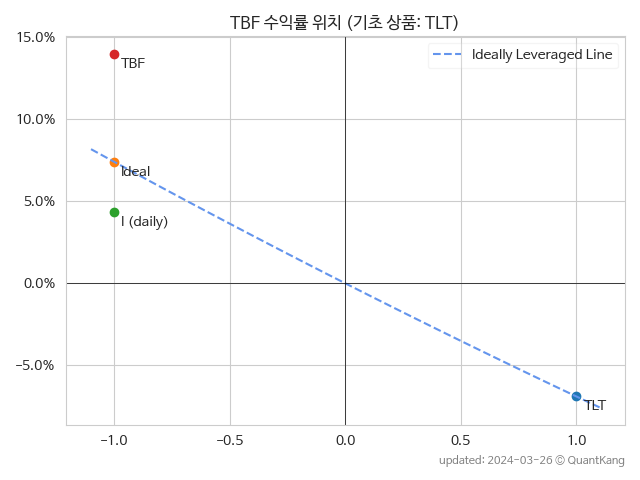 TBF 수익률 위치 (기초 상품: TLT)
15.0%
10.0%
5.0%
0.0%
−5.0%
Ideally Leveraged Line
TBF
Ideal
I (daily)
TLT
−1.0 −0.5 0.0 0.5 1.0
updated: 2024-03-26 © QuantKang